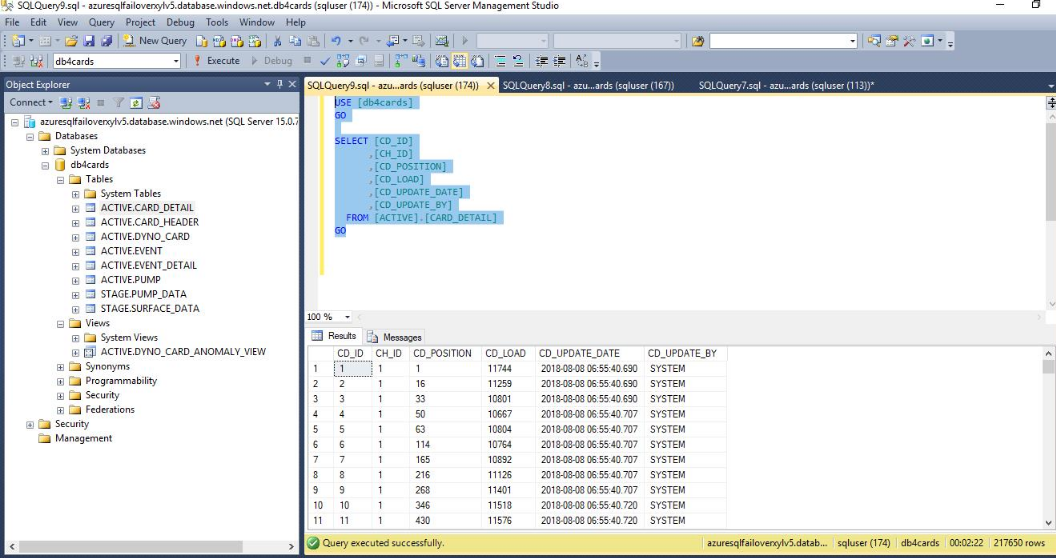 SQLQuery9.sql - azuresqlfailoverxylv5.database.windows.net.db4cards (sqluser (174)) - Microsoft SQL Server Management Studio
File Edit View Query Project Debug Tools Window Help
New Query
db4cards Execute Debug
Object Explorer
Connect
azuresqlfailoverxylv5.database.windows.net (SQL Server 15.0.7
Databases
System Databases
db4cards
Tables
System Tables
ACTIVE.CARD_DETAIL
ACTIVE.CARD_HEADER
ACTIVE.DYNO_CARD
ACTIVE.EVENT
ACTIVE.EVENT_DETAIL
ACTIVE.PUMP
STAGE.PUMP_DATA
STAGE.SURFACE_DATA
Views
System Views
ACTIVE.DYNO_CARD_ANOMALY_VIEW
Synonyms
Programmability
Security
Federations
Security
Management
SQLQuery9.sql - azu...ards (sqluser (174)) SQLQuery8.sql - azu...ards (sqluser (167)) SQLQuery7.sql - azu...ards (sqluser (113))*
USE [db4cards]
GO
SELECT [CD_ID]
,[CH_ID]
,[CD_POSITION]
,[CD_LOAD]
,[CD_UPDATE_DATE]
,[CD_UPDATE_BY]
FROM [ACTIVE].[CARD_DETAIL]
GO
100 %
Results Messages
CD_ID CH_ID CD_POSITION CD_LOAD CD_UPDATE_DATE CD_UPDATE_BY
1 1 1 1 11744 2018-08-08 06:55:40.690 SYSTEM
2 2 1 16 11259 2018-08-08 06:55:40.690 SYSTEM
3 3 1 33 10801 2018-08-08 06:55:40.690 SYSTEM
4 4 1 50 10667 2018-08-08 06:55:40.707 SYSTEM
5 5 1 63 10804 2018-08-08 06:55:40.707 SYSTEM
6 6 1 114 10764 2018-08-08 06:55:40.707 SYSTEM
7 7 1 165 10892 2018-08-08 06:55:40.707 SYSTEM
8 8 1 216 11126 2018-08-08 06:55:40.707 SYSTEM
9 9 1 268 11401 2018-08-08 06:55:40.707 SYSTEM
10 10 1 346 11518 2018-08-08 06:55:40.720 SYSTEM
11 11 1 430 11576 2018-08-08 06:55:40.720 SYSTEM
Query executed successfully. azuresqlfailoverxylv5.datab... sqluser (174) db4cards 00:02:22 217650 rows